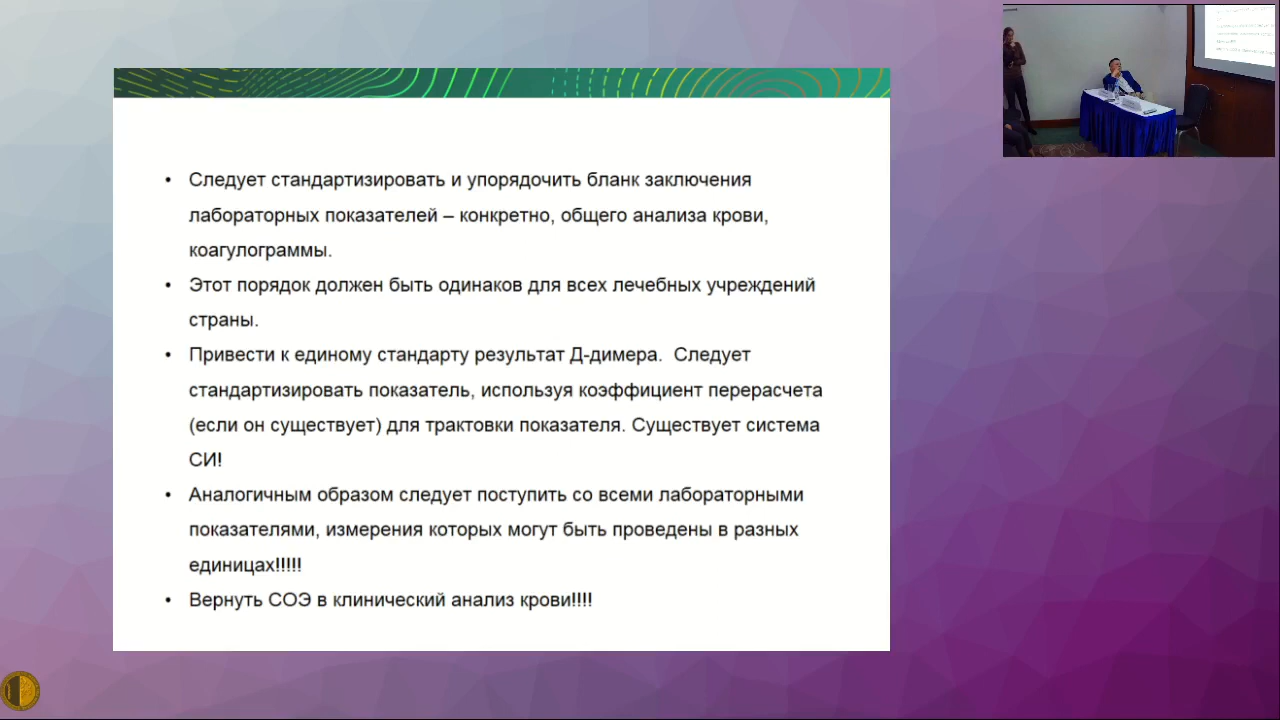 • Следует стандартизировать и упорядочить бланк заключения
лабораторных показателей – конкретно, общего анализа крови,
коагулограммы.
• Этот порядок должен быть одинаков для всех лечебных учреждений
страны.
• Привести к единому стандарту результат Д-димера.  Следует
стандартизировать показатель, используя коэффициент перерасчета
(если он существует) для трактовки показателя. Существует система
СИ!
• Аналогичным образом следует поступить со всеми лабораторными
показателями, измерения которых могут быть проведены в разных
единицах!!!!!
• Вернуть СОЭ в клинический анализ крови!!!!